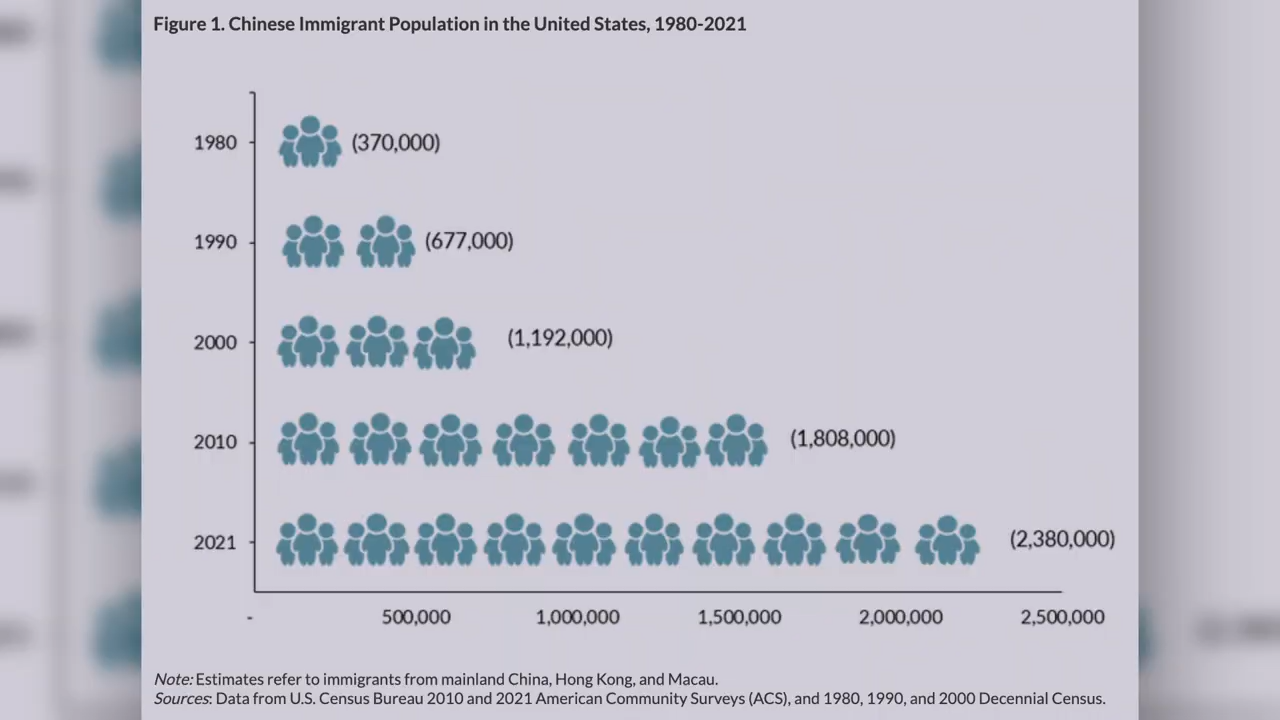 Figure 1. Chinese Immigrant Population in the United States, 1980-2021
1980 (370,000)
1990 (677,000)
2000 (1,192,000)
2010 (1,808,000)
2021 (2,380,000)
- 500,000 1,000,000 1,500,000 2,000,000 2,500,000
Note: Estimates refer to immigrants from mainland China, Hong Kong, and Macau.
Sources: Data from U.S. Census Bureau 2010 and 2021 American Community Surveys (ACS), and 1980, 1990, and 2000 Decennial Census.